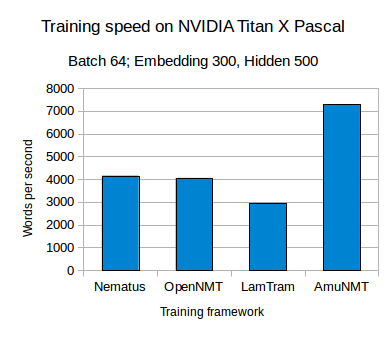 Training speed on NVIDIA Titan X Pascal
Batch 64; Embedding 300, Hidden 500
Words per second
8000
7000
6000
5000
4000
3000
2000
1000
0
Nematus OpenNMT LamTram AmuNMT
Training framework